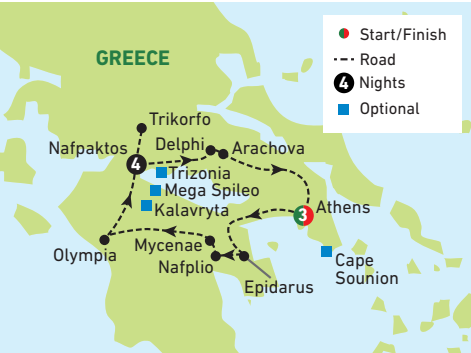 GREECE
Start/Finish
Road
4 Nights
Optional
Trikorfo
Nafpaktos
4
Delphi
Arachova
Trizonia
Mega Spileo
Kalavryta
3
Athens
Olympia
Mycenae
Nafplio
Epidarus
Cape
Sounion